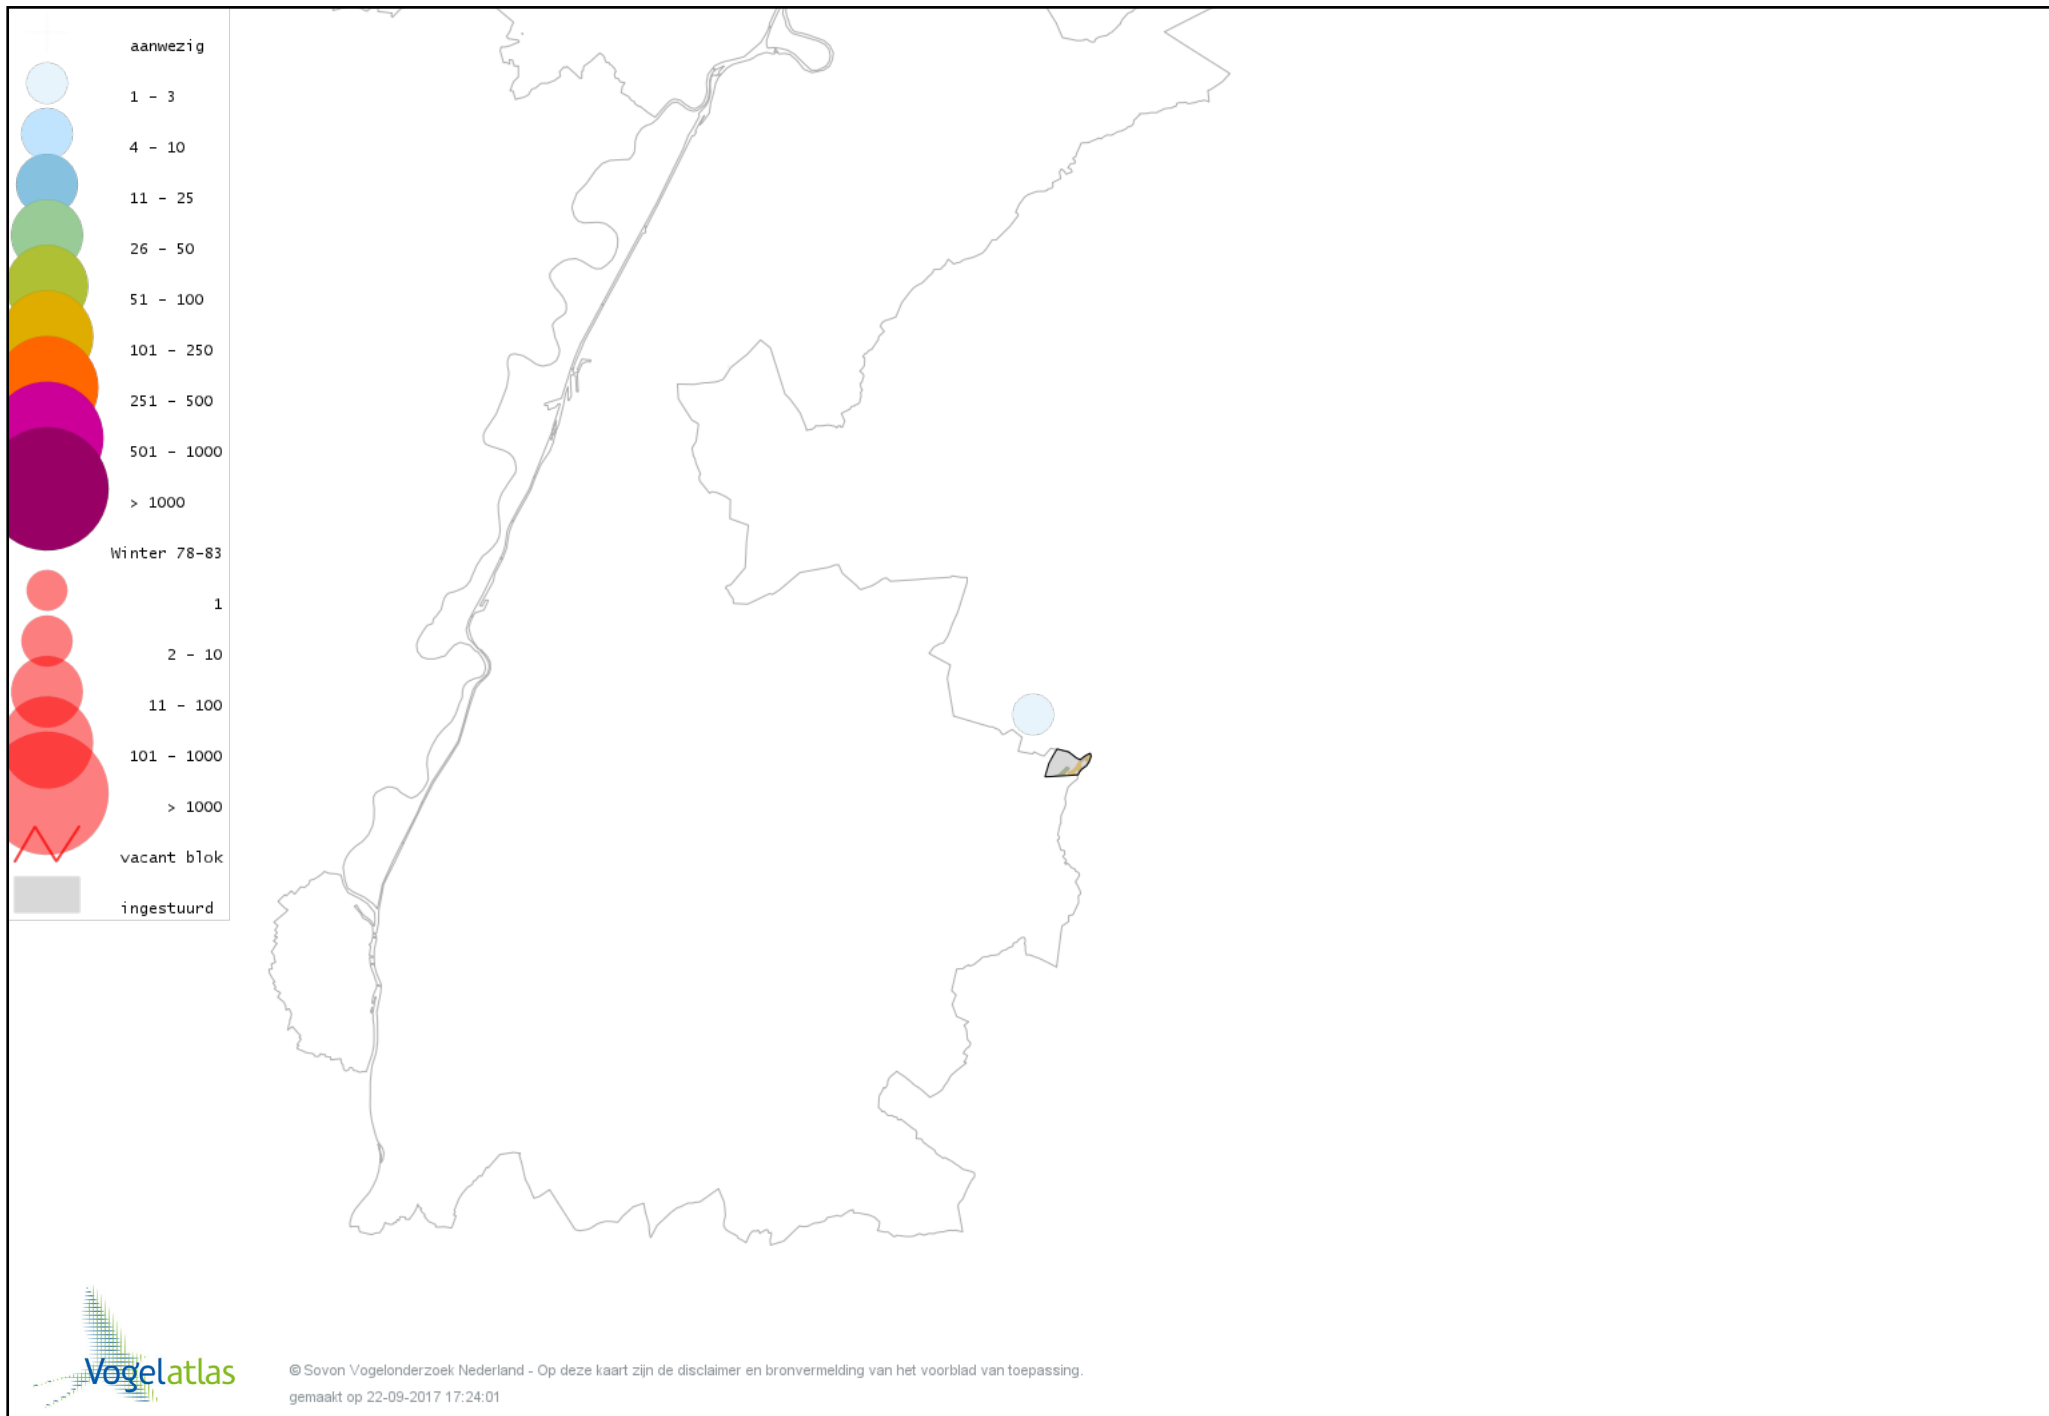 aanwezig
1 - 3
4 - 10
11 - 25
26 - 50
51 - 100
101 - 250
251 - 500
501 - 1000
> 1000
Winter 78-83
1
2 - 10
11 - 100
101 - 1000
> 1000
vacant blok
ingestuurd
Vogelatlas
© Sovon Vogelonderzoek Nederland - Op deze kaart zijn de disclaimer en bronvermelding van het voorblad van toepassing.
gemaakt op 22-09-2017 17:24:01